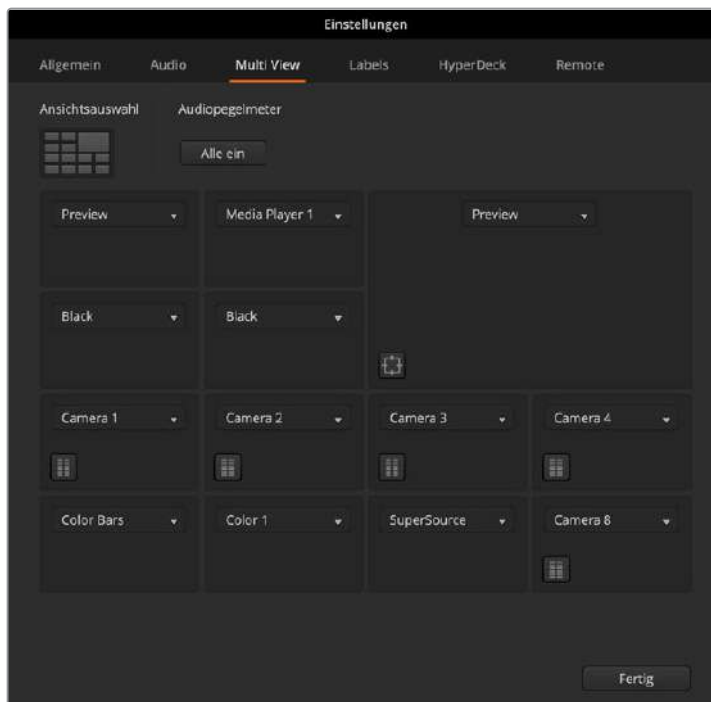 Einstellungen
Allgemein Audio Multi View Labels HyperDeck Remote
Ansichtsauswahl Audiopegelmeter
Alle ein
Preview Media Player 1 Preview
Black Black
Camera 1 Camera 2 Camera 3 Camera 4
Color Bars Color 1 SuperSource Camera 8
Fertig